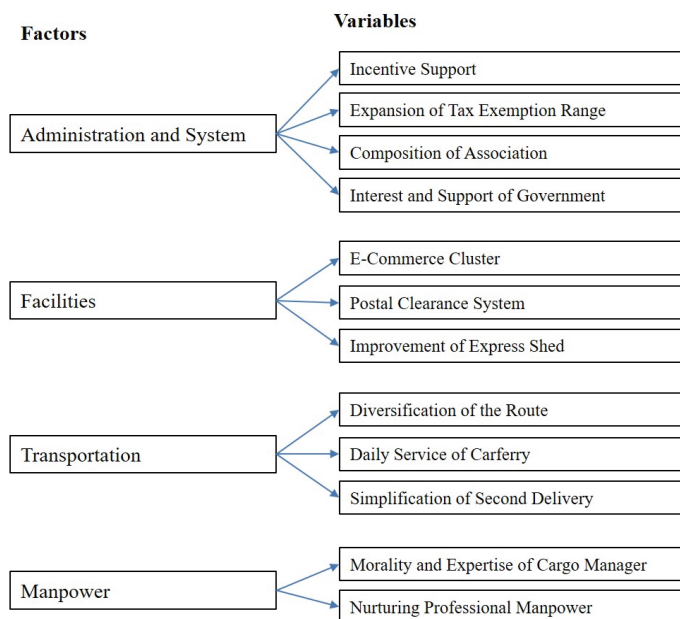 Factors
Variables
Administration and System
Incentive Support
Expansion of Tax Exemption Range
Composition of Association
Interest and Support of Government
Facilities
E-Commerce Cluster
Postal Clearance System
Improvement of Express Shed
Transportation
Diversification of the Route
Daily Service of Carferry
Simplification of Second Delivery
Manpower
Morality and Expertise of Cargo Manager
Nurturing Professional Manpower